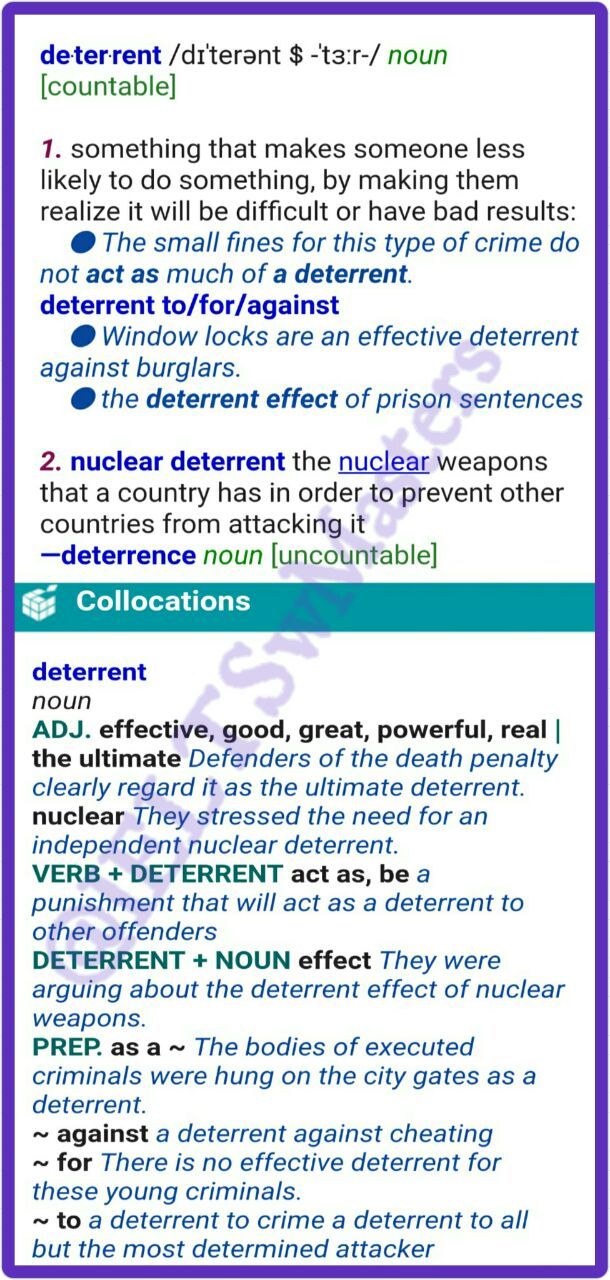 de‧ter‧rent /dɪˈterənt $ -ˈtɜːr-/ noun
[countable]
1. something that makes someone less
likely to do something, by making them
realize it will be difficult or have bad results:
● The small fines for this type of crime do
not act as much of a deterrent.
deterrent to/for/against
● Window locks are an effective deterrent
against burglars.
● the deterrent effect of prison sentences
2. nuclear deterrent the nuclear weapons
that a country has in order to prevent other
countries from attacking it
—deterrence noun [uncountable]
Collocations
deterrent
noun
ADJ. effective, good, great, powerful, real |
the ultimate Defenders of the death penalty
clearly regard it as the ultimate deterrent.
nuclear They stressed the need for an
independent nuclear deterrent.
VERB + DETERRENT act as, be a
punishment that will act as a deterrent to
other offenders
DETERRENT + NOUN effect They were
arguing about the deterrent effect of nuclear
weapons.
PREP. as a ~ The bodies of executed
criminals were hung on the city gates as a
deterrent.
~ against a deterrent against cheating
~ for There is no effective deterrent for
these young criminals.
~ to a deterrent to crime a deterrent to all
but the most determined attacker
@IELTSwMasters